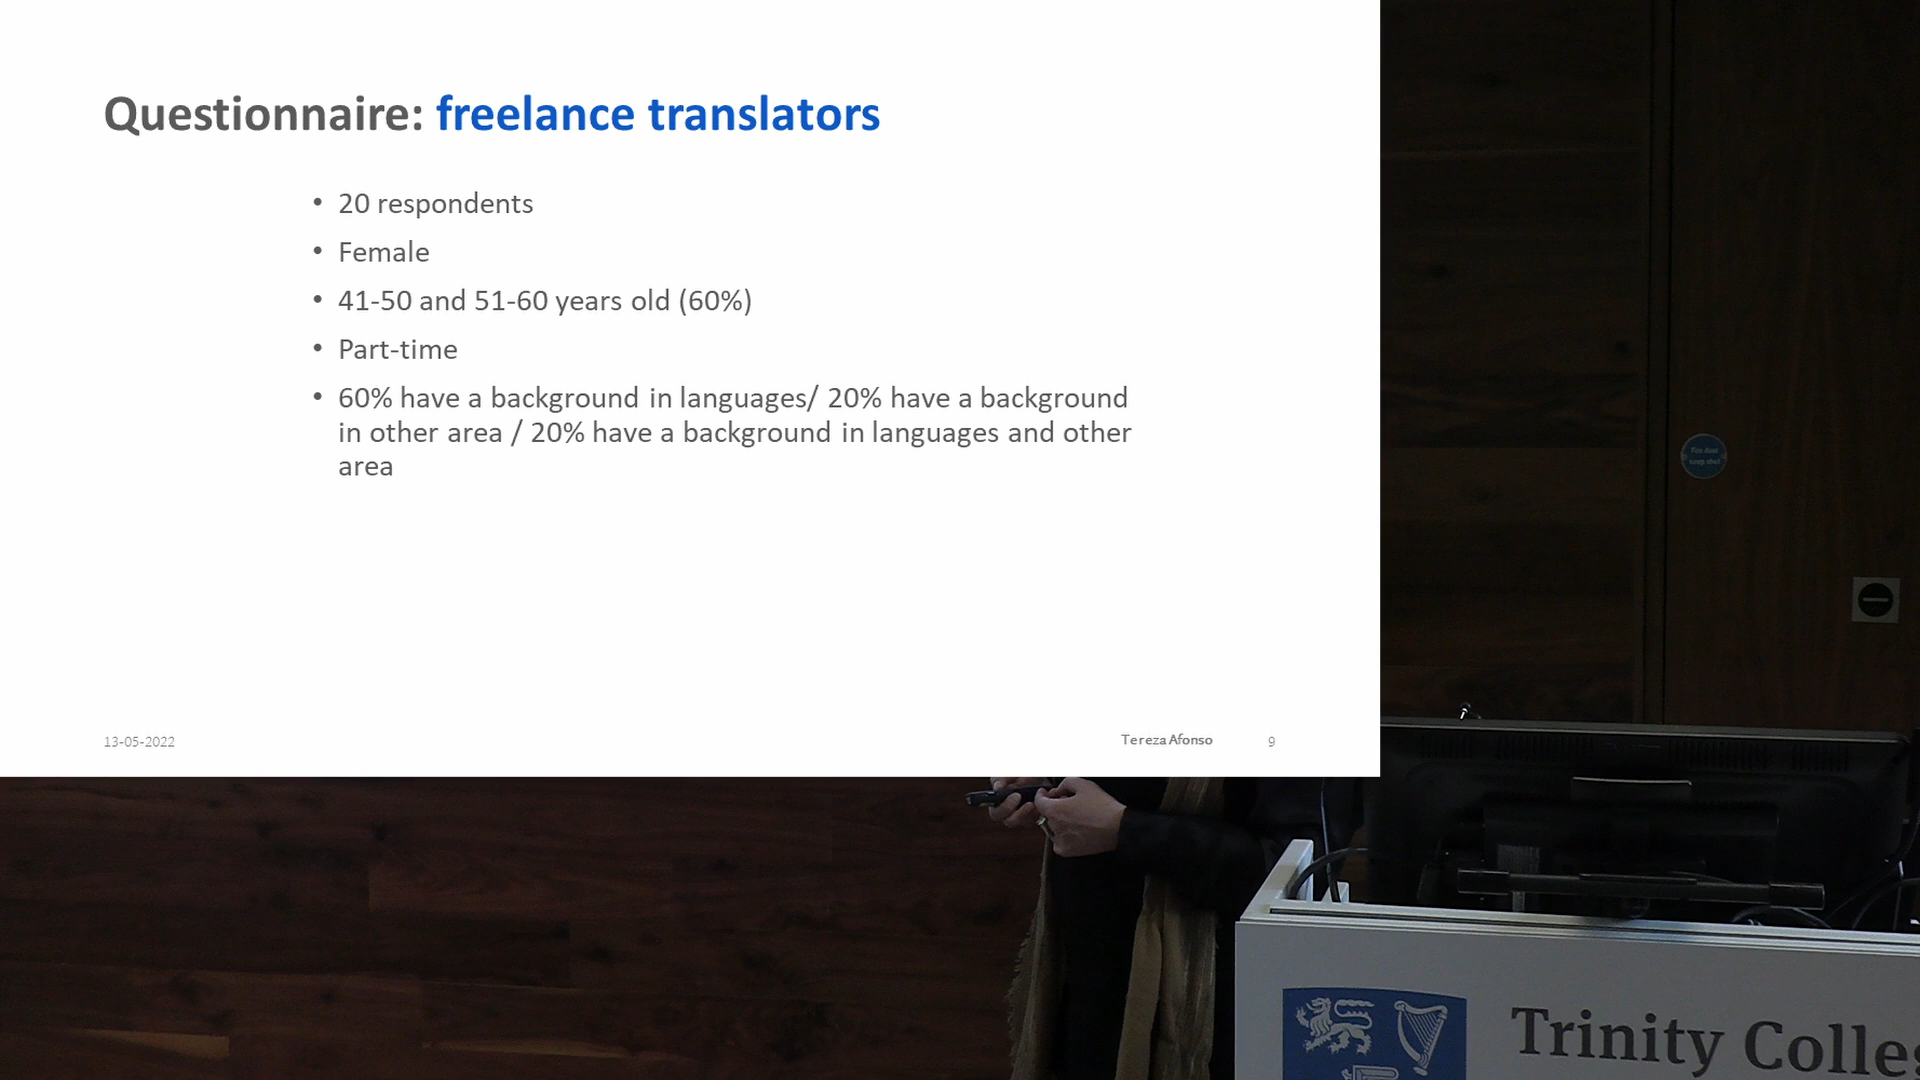 Questionnaire: freelance translators
• 20 respondents
• Female
• 41-50 and 51-60 years old (60%)
• Part-time
• 60% have a background in languages/ 20% have a background
in other area / 20% have a background in languages and other
area
13-05-2022
Tereza Afonso
9
Trinity Colle